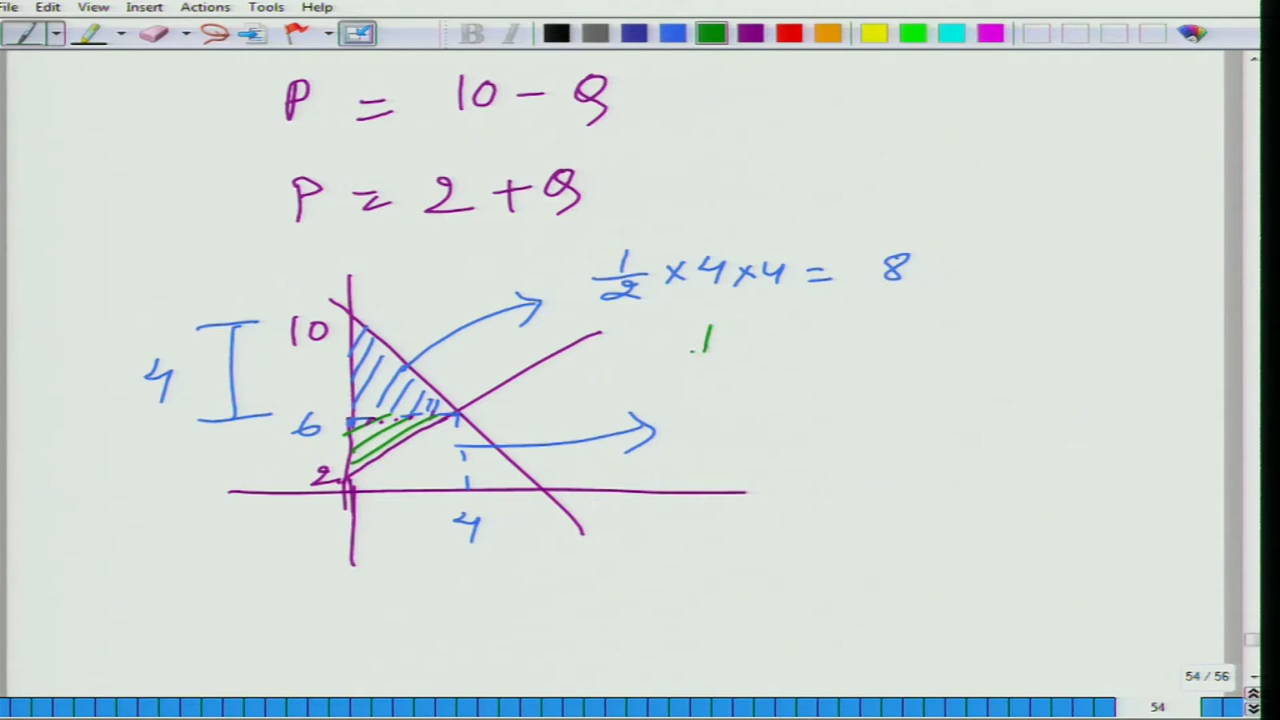 File Edit View Insert Actions Tools Help
B I
P = 10 - Q
P = 2 + Q
1/2 × 4 × 4 = 8
10
4
6
2
4
54 / 56
54